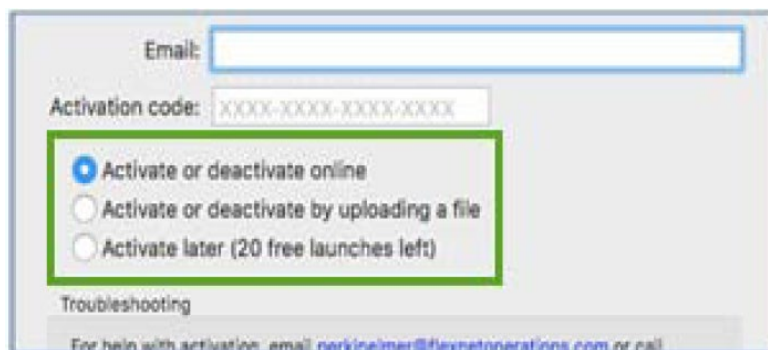 Email:
Activation code: XXXX-XXXX-XXXX-XXXX
Activate or deactivate online
Activate or deactivate by uploading a file
Activate later (20 free launches left)
Troubleshooting
For help with activation, email perkinelmer@flexnetoperations.com or call